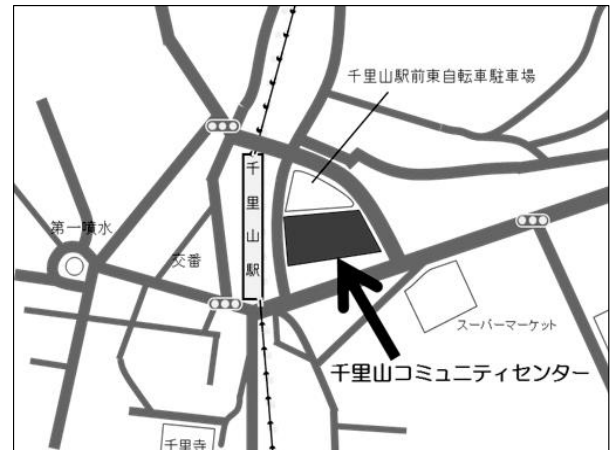 千里山駅前東自転車駐車場
千里山駅
第一噴水
交番
スーパーマーケット
千里山コミュニティセンター
千里寺